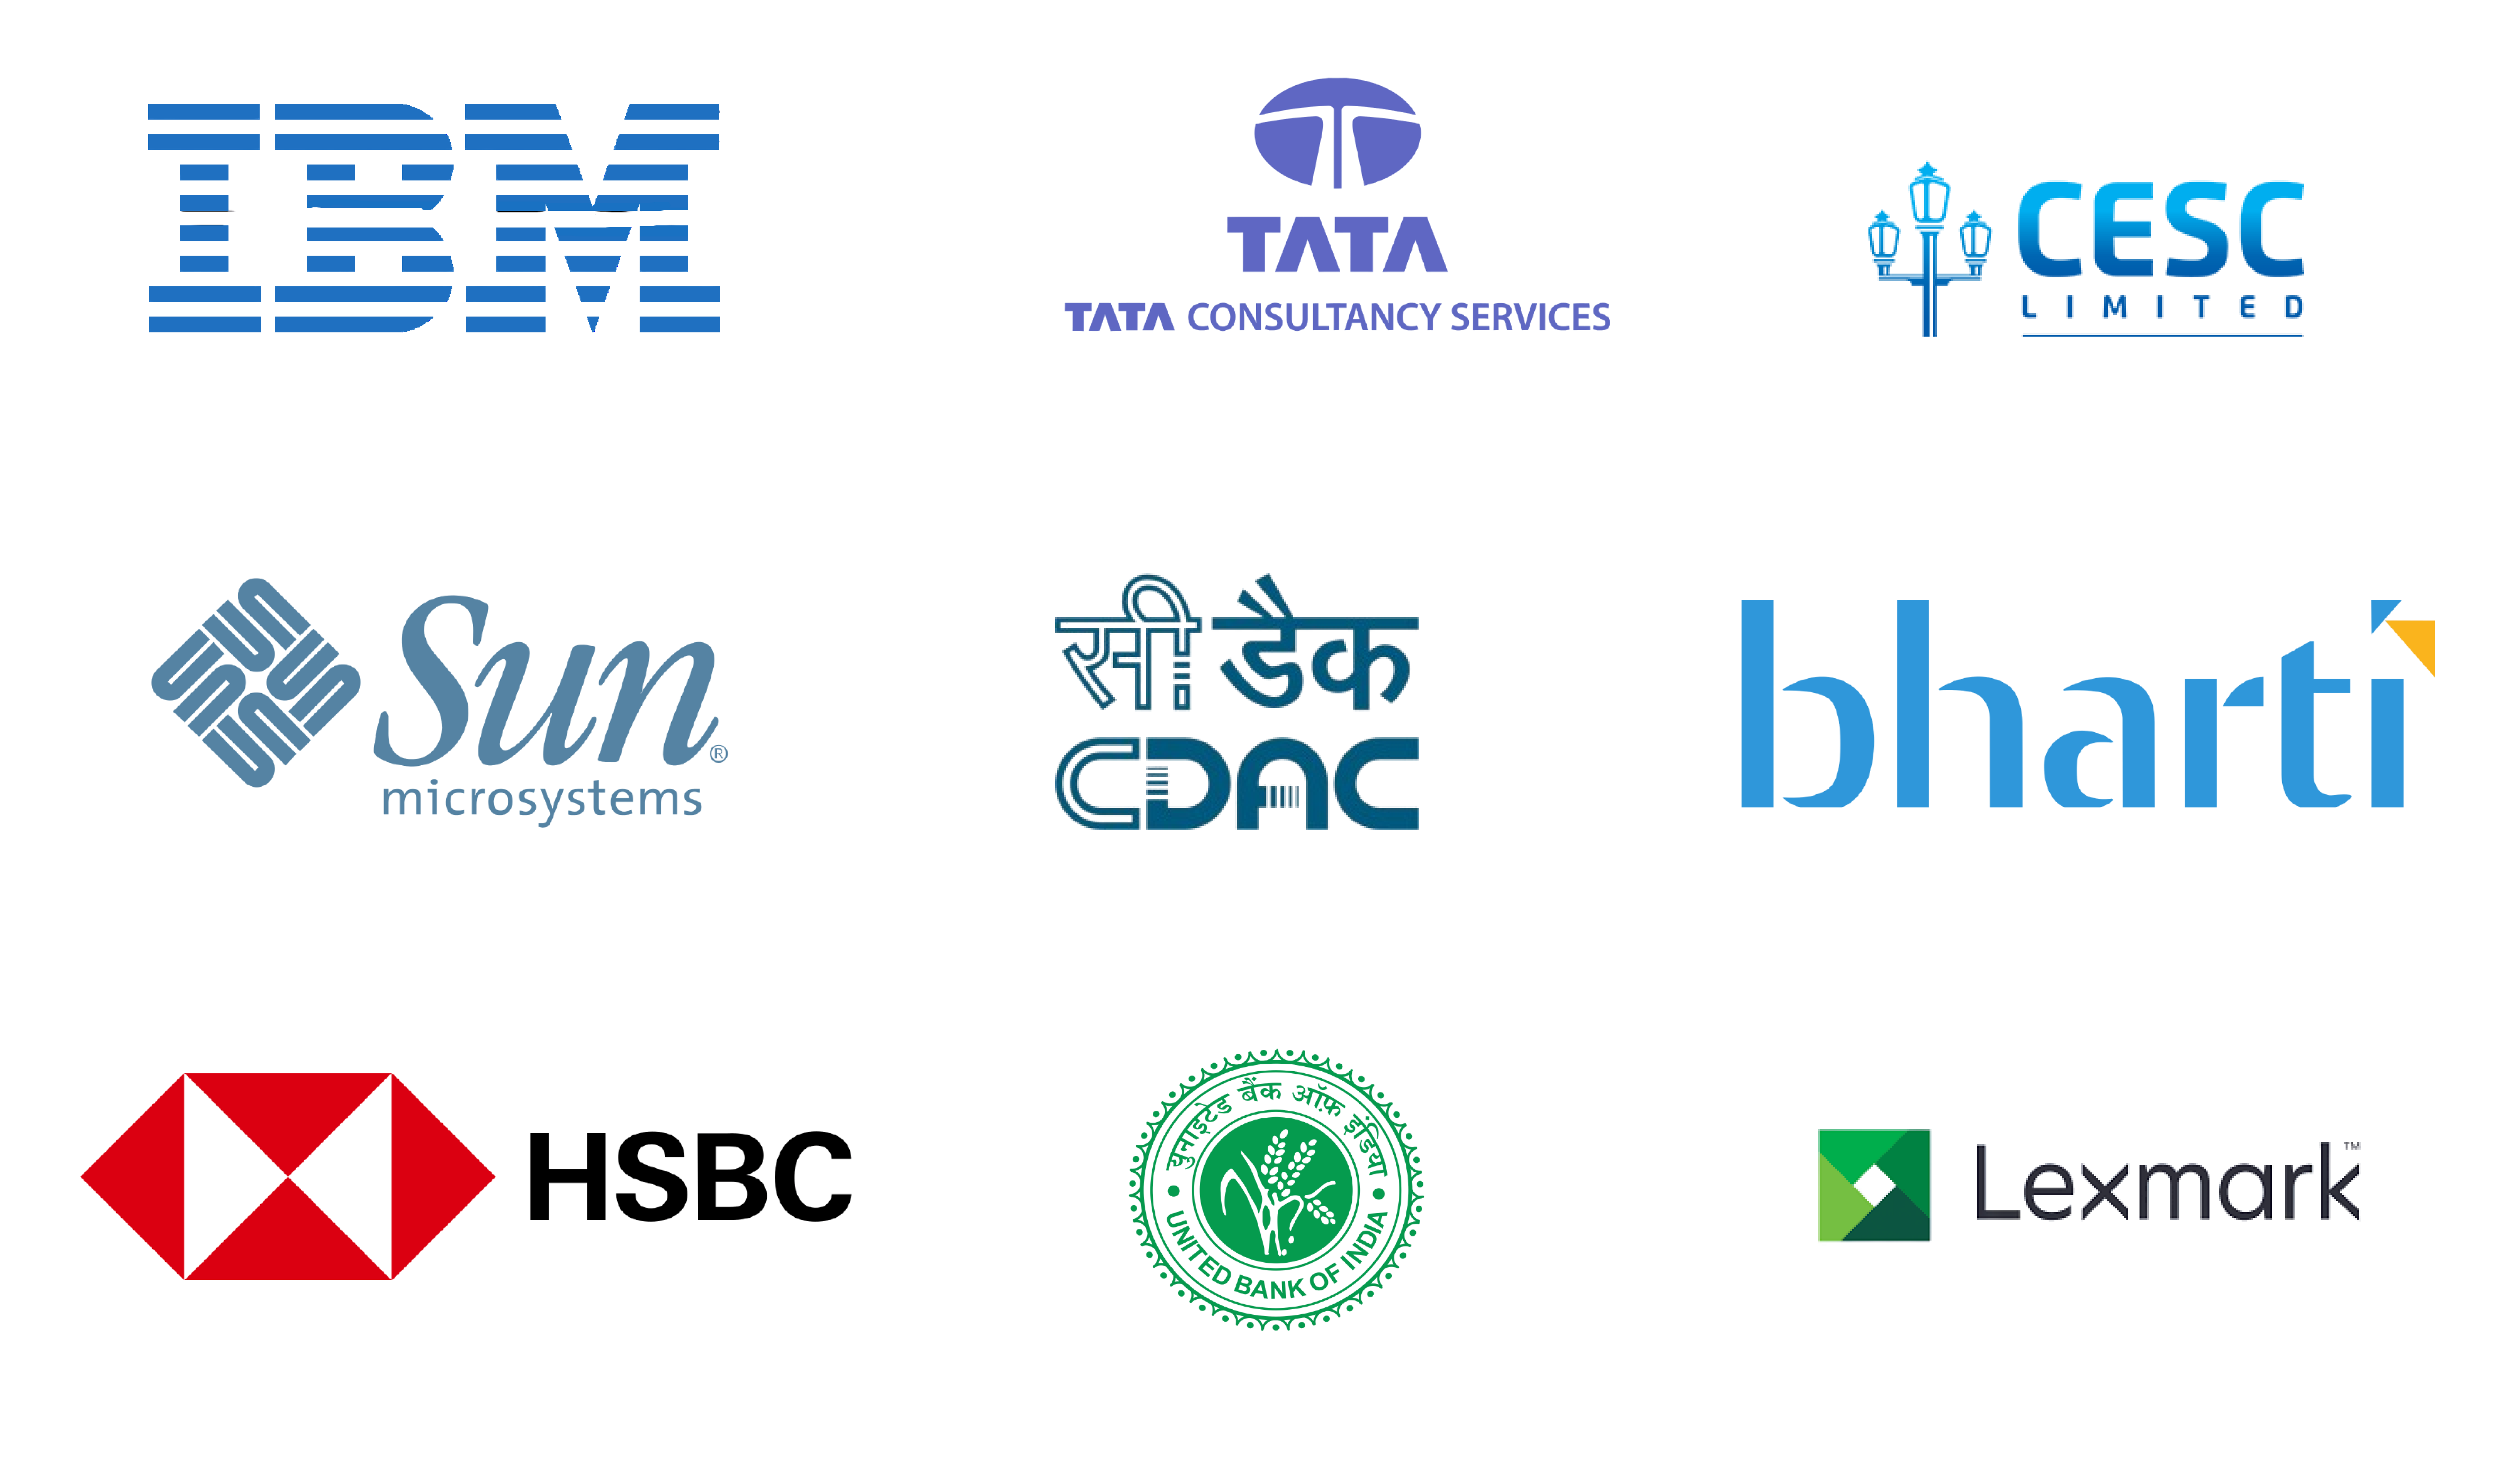 IBM
TATA
TATA CONSULTANCY SERVICES
CESC
LIMITED
Sun®
microsystems
सी डैक
CDAC
bharti
HSBC
युनाइटेड बैंक ऑफ़ इंडिया
UNITED BANK OF INDIA
Lexmark™